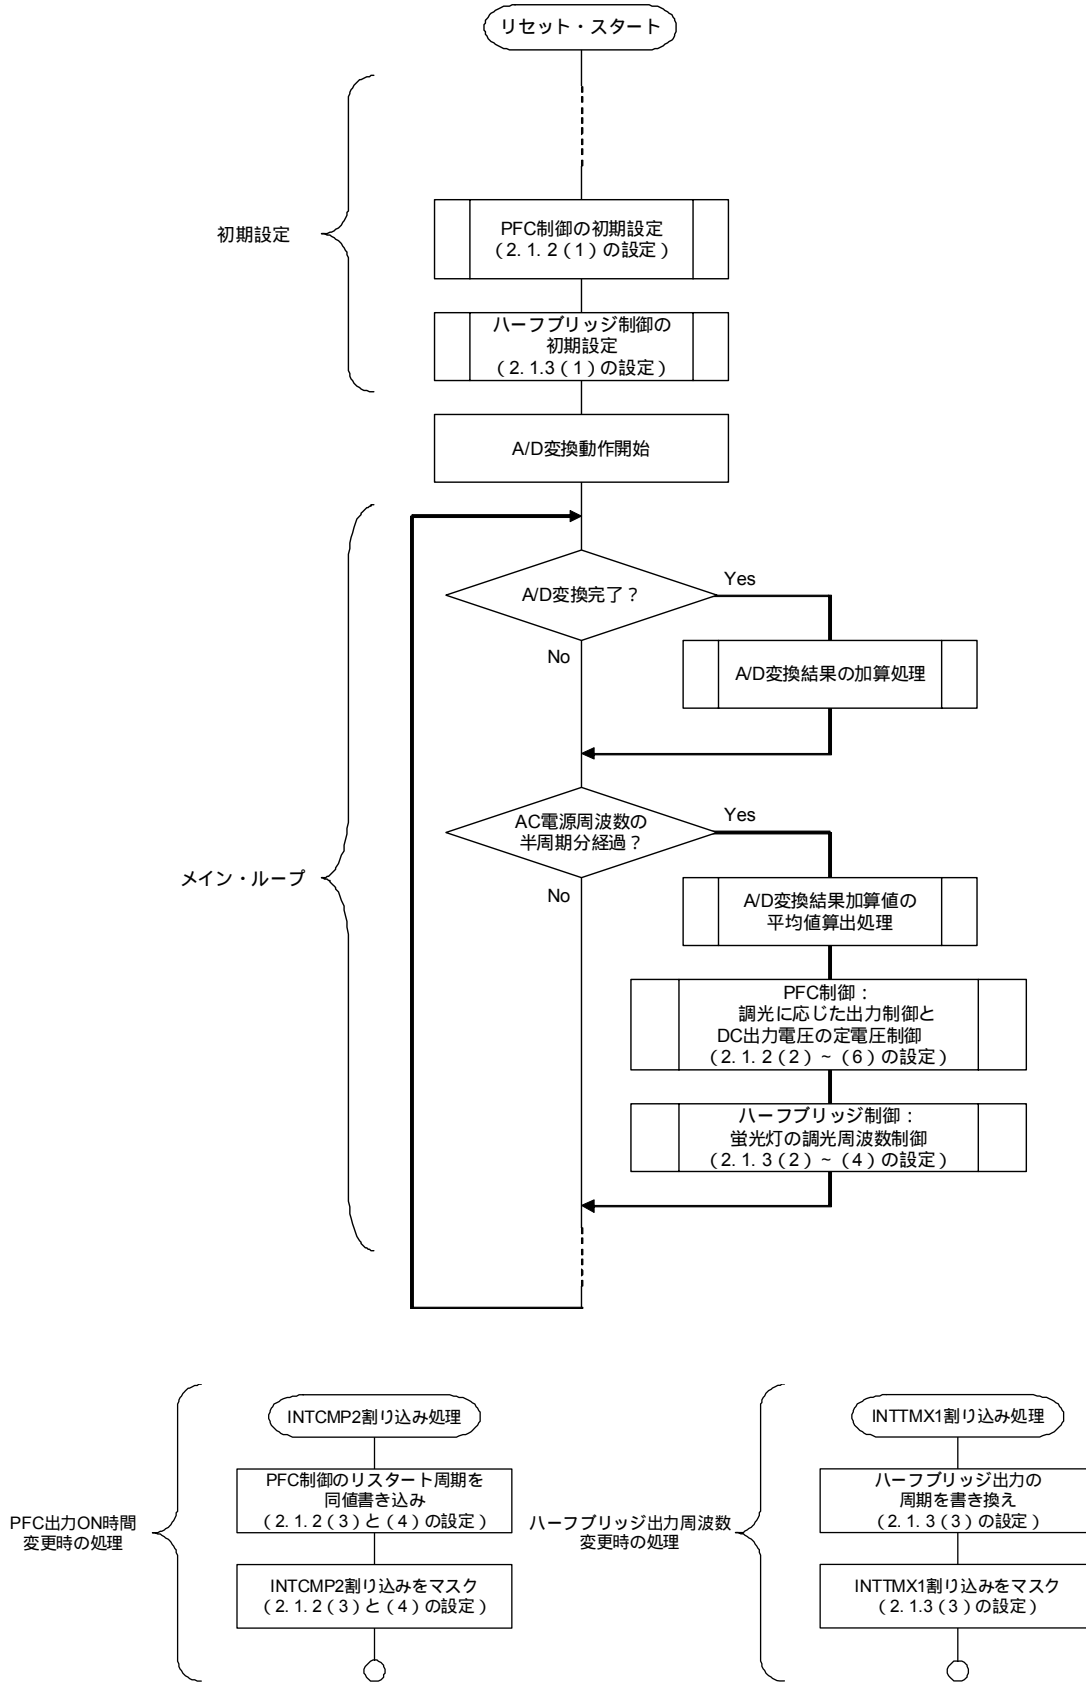 リセット・スタート
初期設定
PFC制御の初期設定
（2. 1. 2（1）の設定）
ハーフブリッジ制御の
初期設定
（2. 1.3（1）の設定）
A/D変換動作開始
メイン・ループ
A/D変換完了？
Yes
No
A/D変換結果の加算処理
AC電源周波数の
半周期分経過？
Yes
No
A/D変換結果加算値の
平均値算出処理
PFC制御：
調光に応じた出力制御と
DC出力電圧の定電圧制御
（2. 1. 2（2）~（6）の設定）
ハーフブリッジ制御：
蛍光灯の調光周波数制御
（2. 1. 3（2）~（4）の設定）
PFC出力ON時間
変更時の処理
INTCMP2割り込み処理
PFC制御のリスタート周期を
同値書き込み
（2. 1. 2（3）と（4）の設定）
INTCMP2割り込みをマスク
（2. 1. 2（3）と（4）の設定）
ハーフブリッジ出力周波数
変更時の処理
INTTMX1割り込み処理
ハーフブリッジ出力の
周期を書き換え
（2. 1. 3（3）の設定）
INTTMX1割り込みをマスク
（2. 1.3（3）の設定）